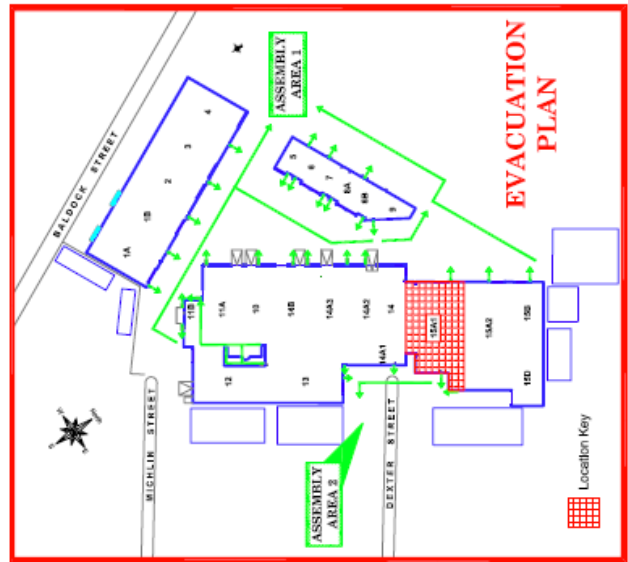 EVACUATION
PLAN
ASSEMBLY
AREA 1
BALDOCK STREET
4
3
2
1B
1A
5
6
7
8A
8B
9
11B
11A
10
14B
14A3
14A2
14
14A1
12
13
15A1
15A2
15B
15D
MICHLIN STREET
DEXTER STREET
ASSEMBLY
AREA 2
North
Location Key